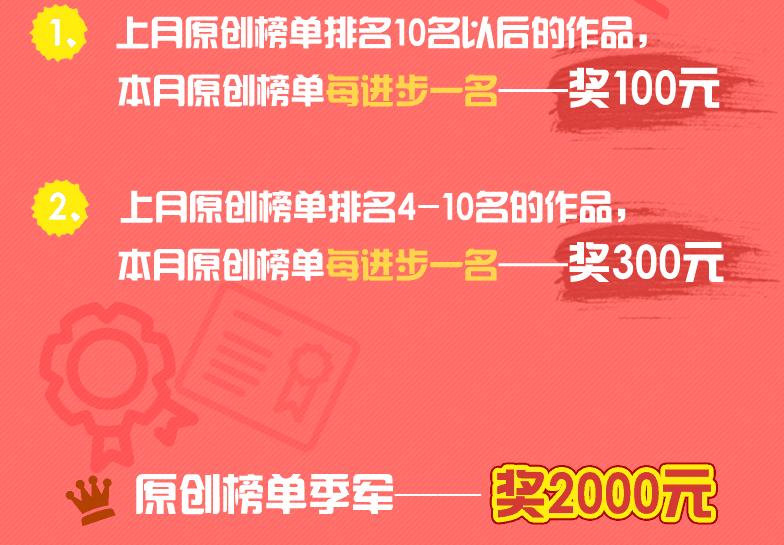 1、上月原创榜单排名10名以后的作品，
本月原创榜单每进步一名——奖100元
2、上月原创榜单排名4-10名的作品，
本月原创榜单每进步一名——奖300元
原创榜单季军——奖2000元